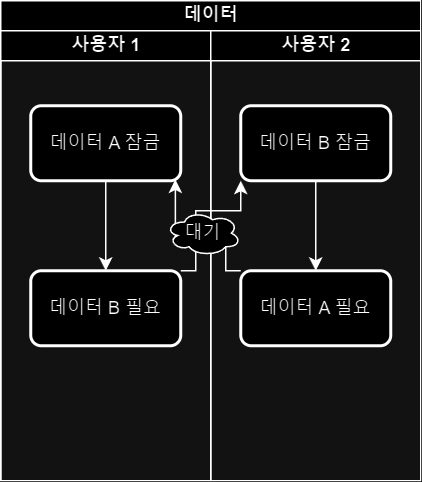 데이터
사용자 1
사용자 2
데이터 A 잠금
데이터 B 잠금
대기
데이터 B 필요
데이터 A 필요